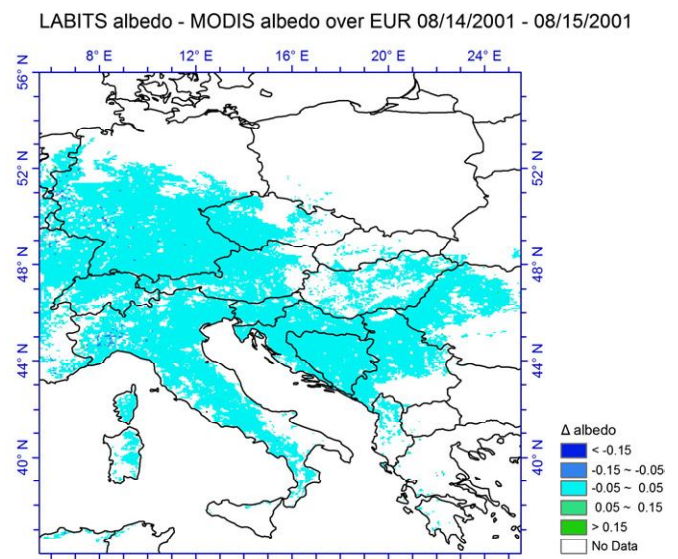 LABITS albedo - MODIS albedo over EUR 08/14/2001 - 08/15/2001
8° E 12° E 16° E 20° E 24° E
56° N
52° N
52° N
48° N
48° N
44° N
44° N
40° N
40° N
Δ albedo
< -0.15
-0.15 ~ -0.05
-0.05 ~ 0.05
0.05 ~ 0.15
> 0.15
No Data